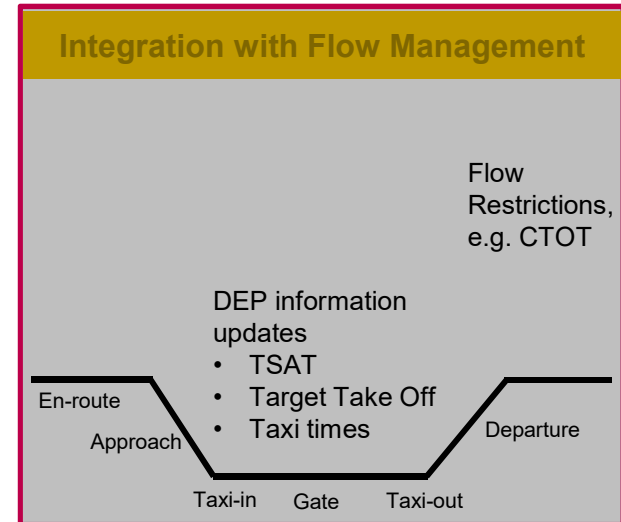 Integration with Flow Management
Flow
Restrictions,
e.g. CTOT
DEP information
updates
• TSAT
• Target Take Off
• Taxi times
En-route
Approach
Departure
Taxi-in
Gate
Taxi-out